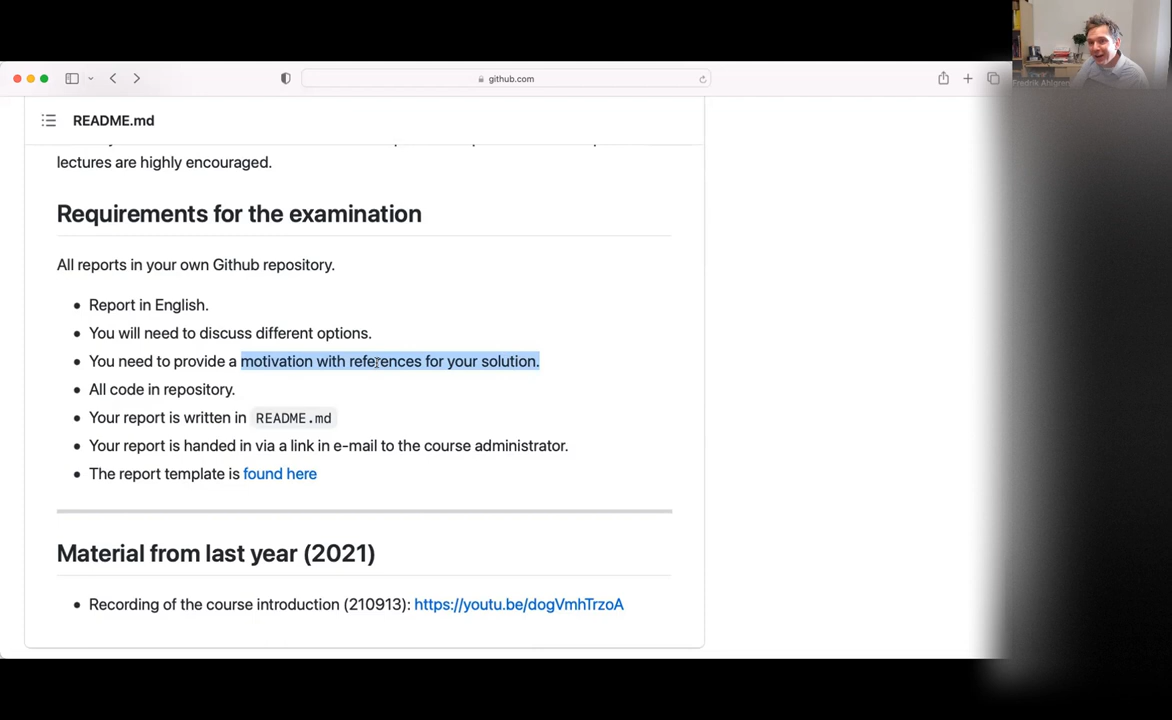 github.com
Fredrik Ahlgren
README.md
lectures are highly encouraged.
Requirements for the examination
All reports in your own Github repository.
Report in English.
You will need to discuss different options.
You need to provide a motivation with references for your solution.
All code in repository.
Your report is written in README.md
Your report is handed in via a link in e-mail to the course administrator.
The report template is found here
Material from last year (2021)
Recording of the course introduction (210913): https://youtu.be/dogVmhTrzoA